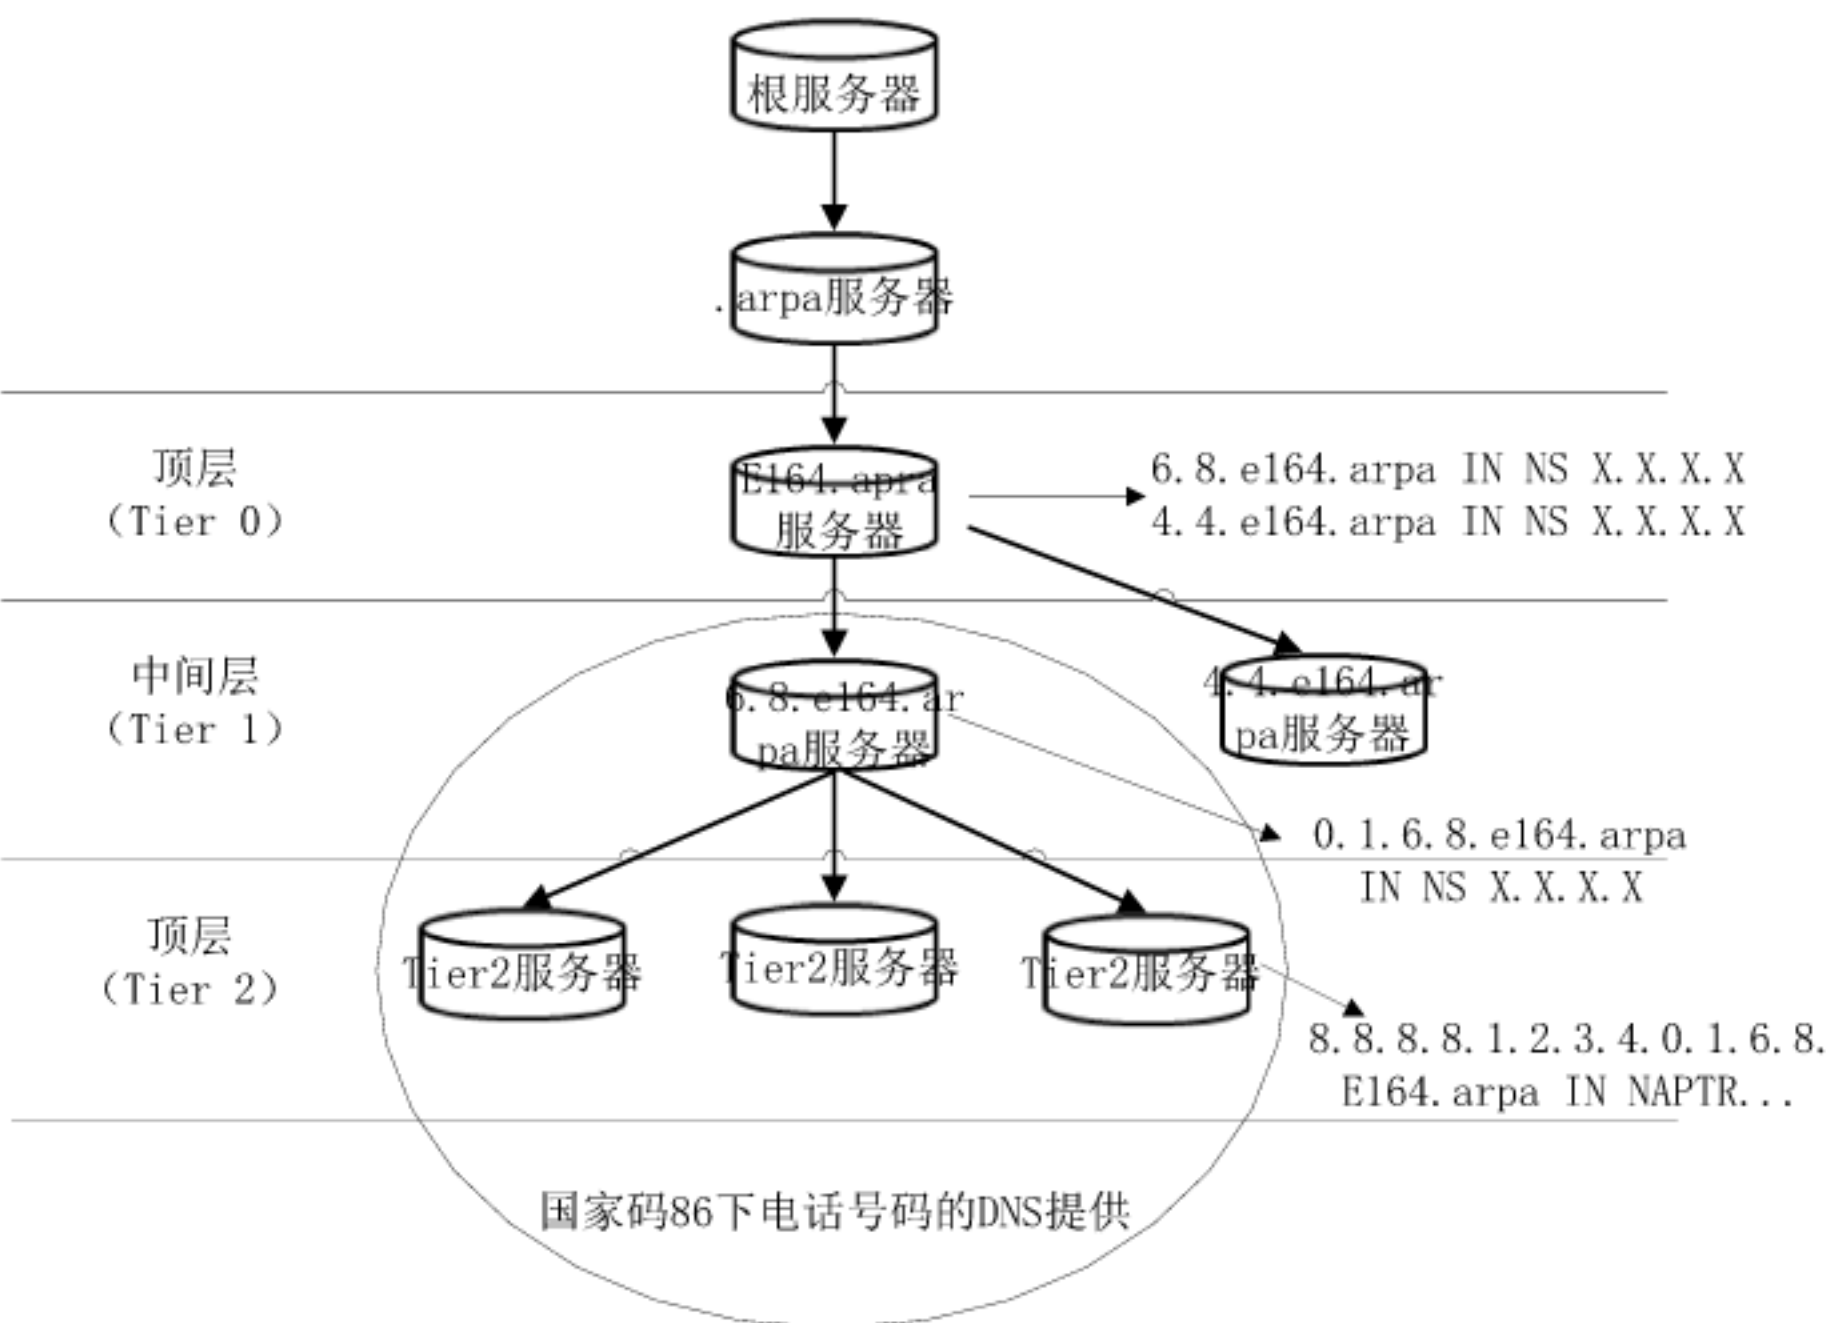 根服务器
.arpa服务器
顶层
(Tier 0)
E164.apra
服务器
6.8.e164.arpa IN NS X.X.X.X
4.4.e164.arpa IN NS X.X.X.X
中间层
(Tier 1)
6.8.e164.ar
pa服务器
4.4.e164.ar
pa服务器
0.1.6.8.e164.arpa
IN NS X.X.X.X
顶层
(Tier 2)
Tier2服务器
Tier2服务器
Tier2服务器
8.8.8.8.1.2.3.4.0.1.6.8.
E164.arpa IN NAPTR...
国家码86下电话号码的DNS提供